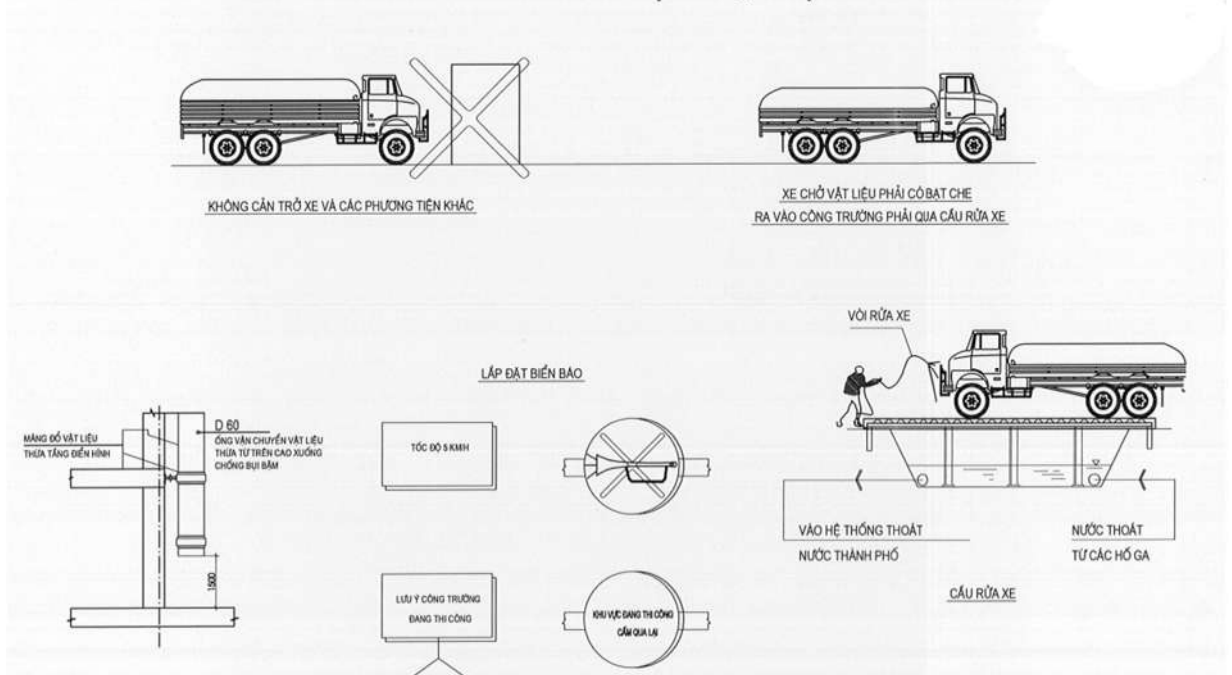 KHÔNG CẢN TRỞ XE VÀ CÁC PHƯƠNG TIỆN KHÁC
XE CHỞ VẬT LIỆU PHẢI CÓ BẠT CHE
RA VÀO CÔNG TRƯỜNG PHẢI QUA CẦU RỬA XE
VÒI RỬA XE
LẮP ĐẶT BIỂN BÁO
MÁNG ĐỔ VẬT LIỆU
THỪA TẦNG ĐIỂN HÌNH
D 60
ỐNG VẬN CHUYỂN VẬT LIỆU
THỪA TỪ TRÊN CAO XUỐNG
CHỐNG BỤI BẶM
1500
TỐC ĐỘ 5 KM/H
LƯU Ý CÔNG TRƯỜNG
ĐANG THI CÔNG
KHU VỰC ĐANG THI CÔNG
CẤM QUA LẠI
VÀO HỆ THỐNG THOÁT
NƯỚC THÀNH PHỐ
NƯỚC THOÁT
TỪ CÁC HỐ GA
CẦU RỬA XE